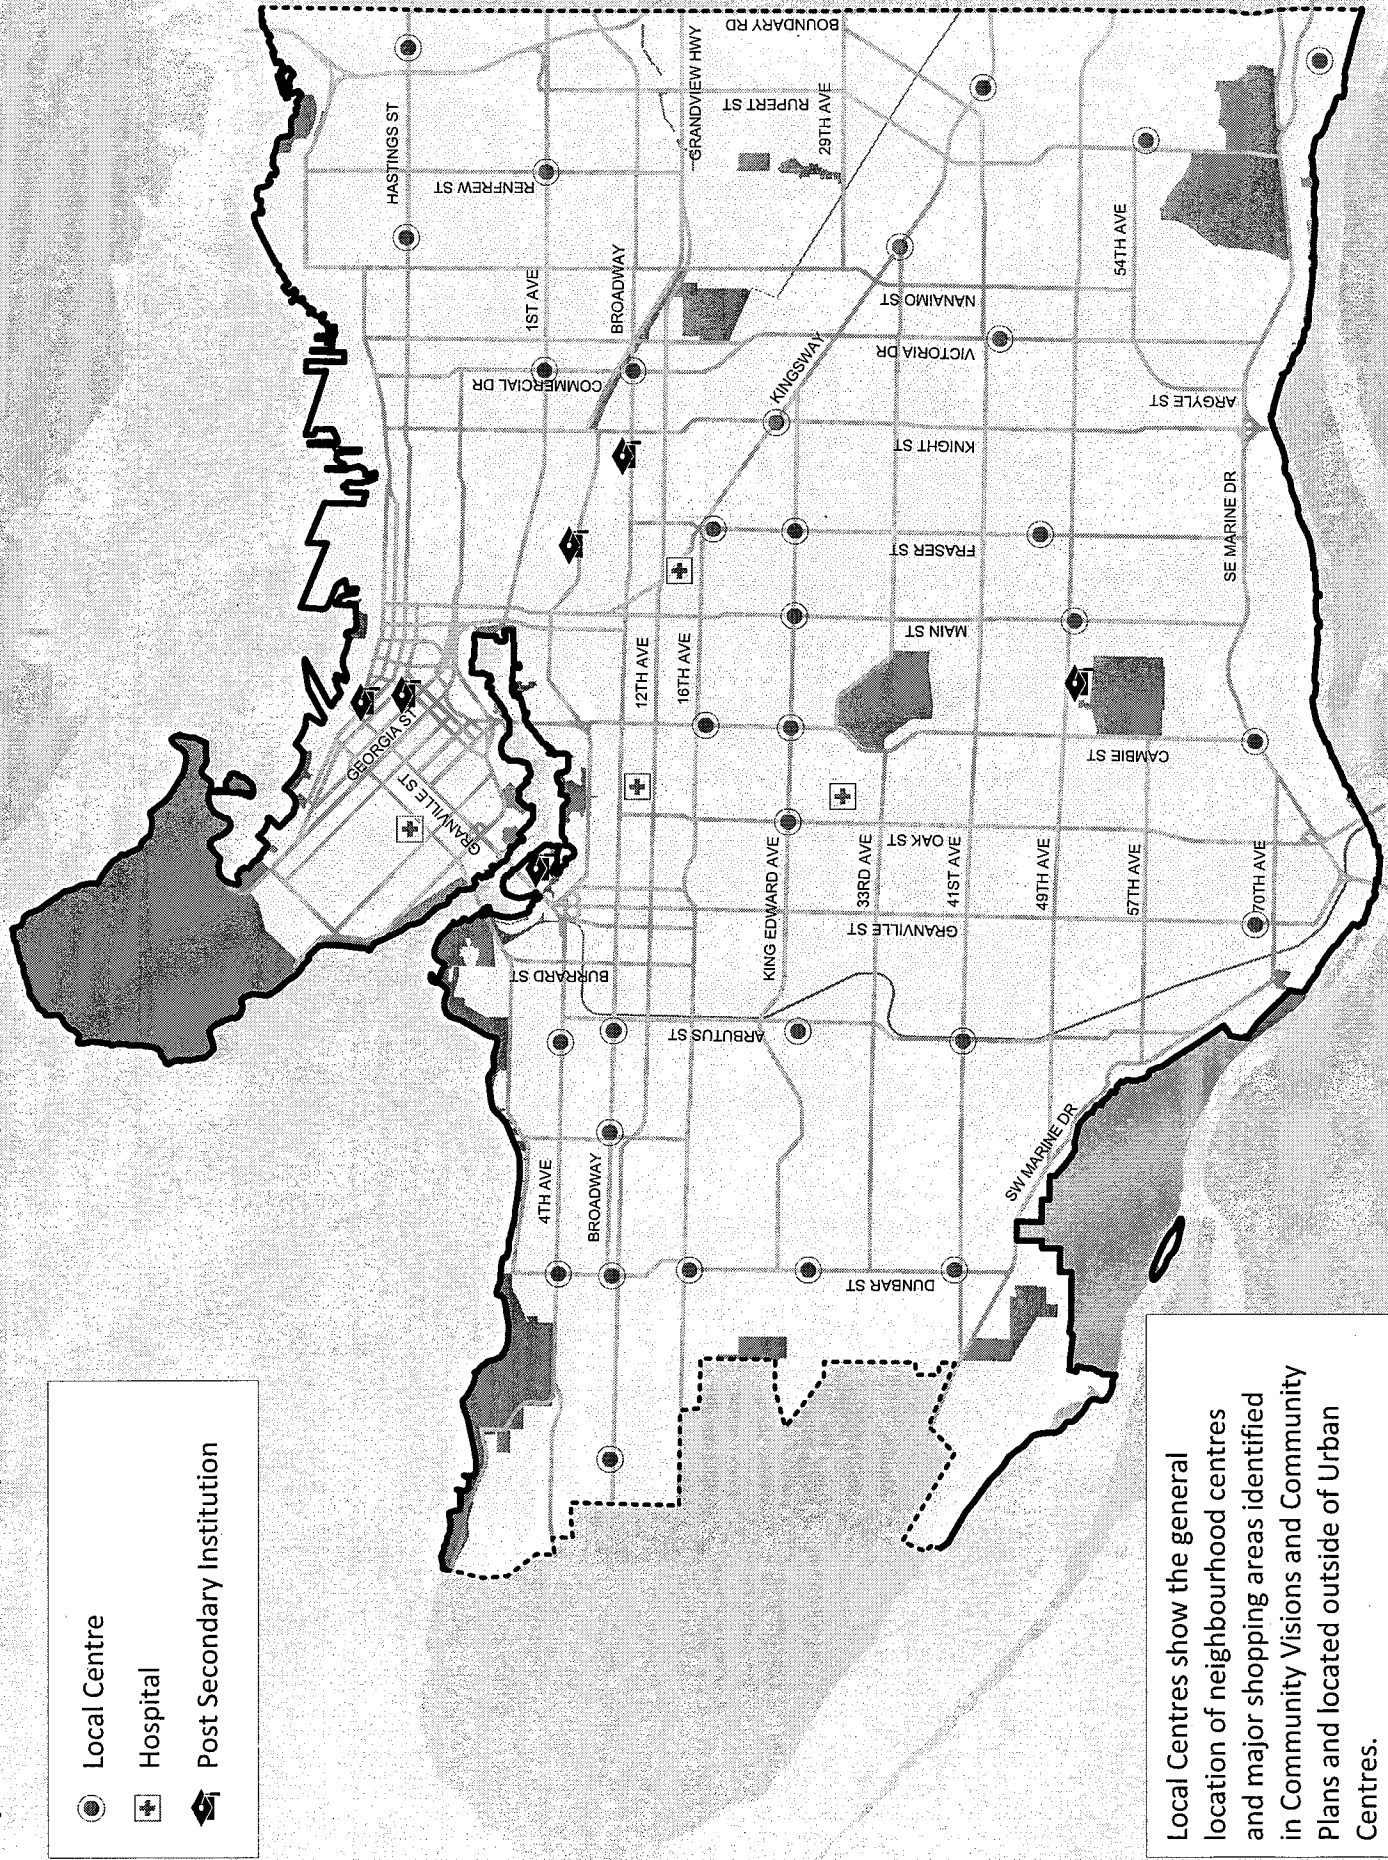 Local Centre
Hospital
Post Secondary Institution
Local Centres show the general
location of neighbourhood centres
and major shopping areas identified
in Community Visions and Community
Plans and located outside of Urban
Centres.
4TH AVE
BROADWAY
DUNBAR ST
SW MARINE DR
BURRARD ST
ARBUTUS ST
KING EDWARD AVE
GRANVILLE ST
33RD AVE
41ST AVE
49TH AVE
57TH AVE
70TH AVE
OAK ST
GEORGIA ST
GRANVILLE ST
12TH AVE
16TH AVE
CAMBIE ST
MAIN ST
FRASER ST
SE MARINE DR
KNIGHT ST
KINGSWAY
COMMERCIAL DR
VICTORIA DR
ARGYLE ST
1ST AVE
BROADWAY
NANAIMO ST
54TH AVE
HASTINGS ST
RENFREW ST
GRANDVIEW HWY
RUPERT ST
29TH AVE
BOUNDARY RD